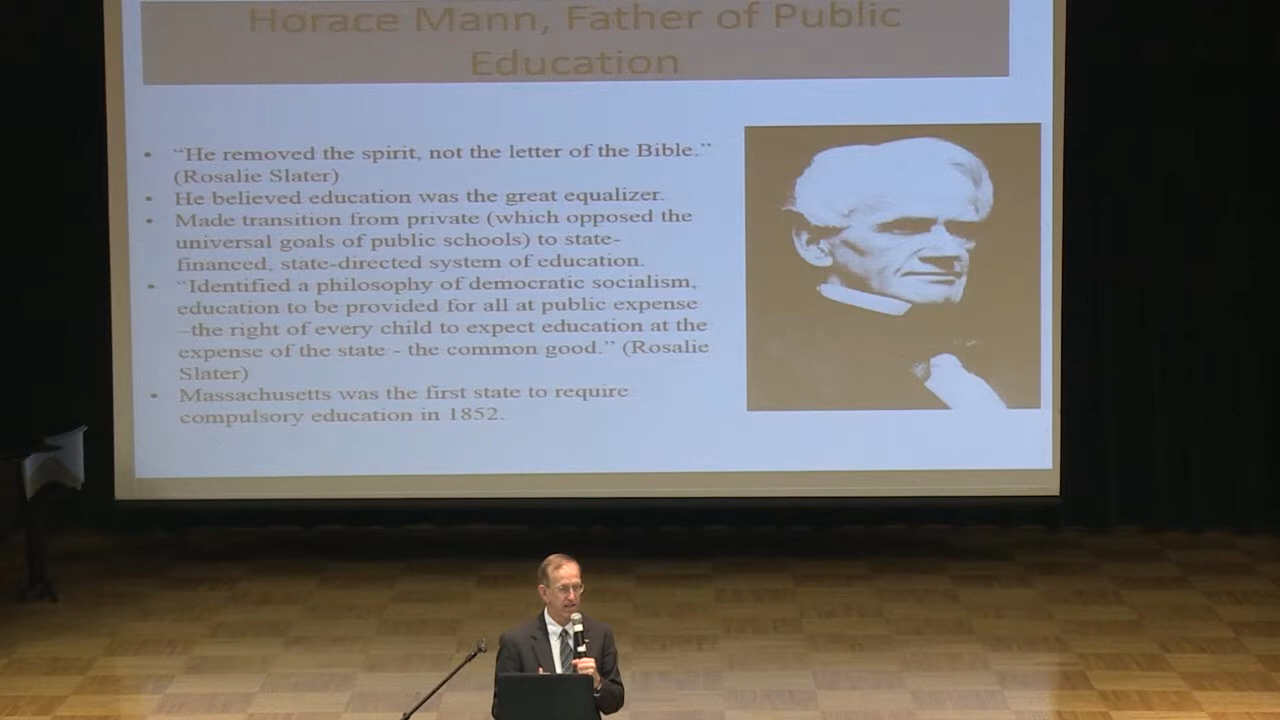 Horace Mann, Father of Public
Education
• “He removed the spirit, not the letter of the Bible.”
(Rosalie Slater)
• He believed education was the great equalizer.
• Made transition from private (which opposed the
universal goals of public schools) to state-
financed, state-directed system of education.
• “Identified a philosophy of democratic socialism,
education to be provided for all at public expense
–the right of every child to expect education at the
expense of the state - the common good.” (Rosalie
Slater)
• Massachusetts was the first state to require
compulsory education in 1852.